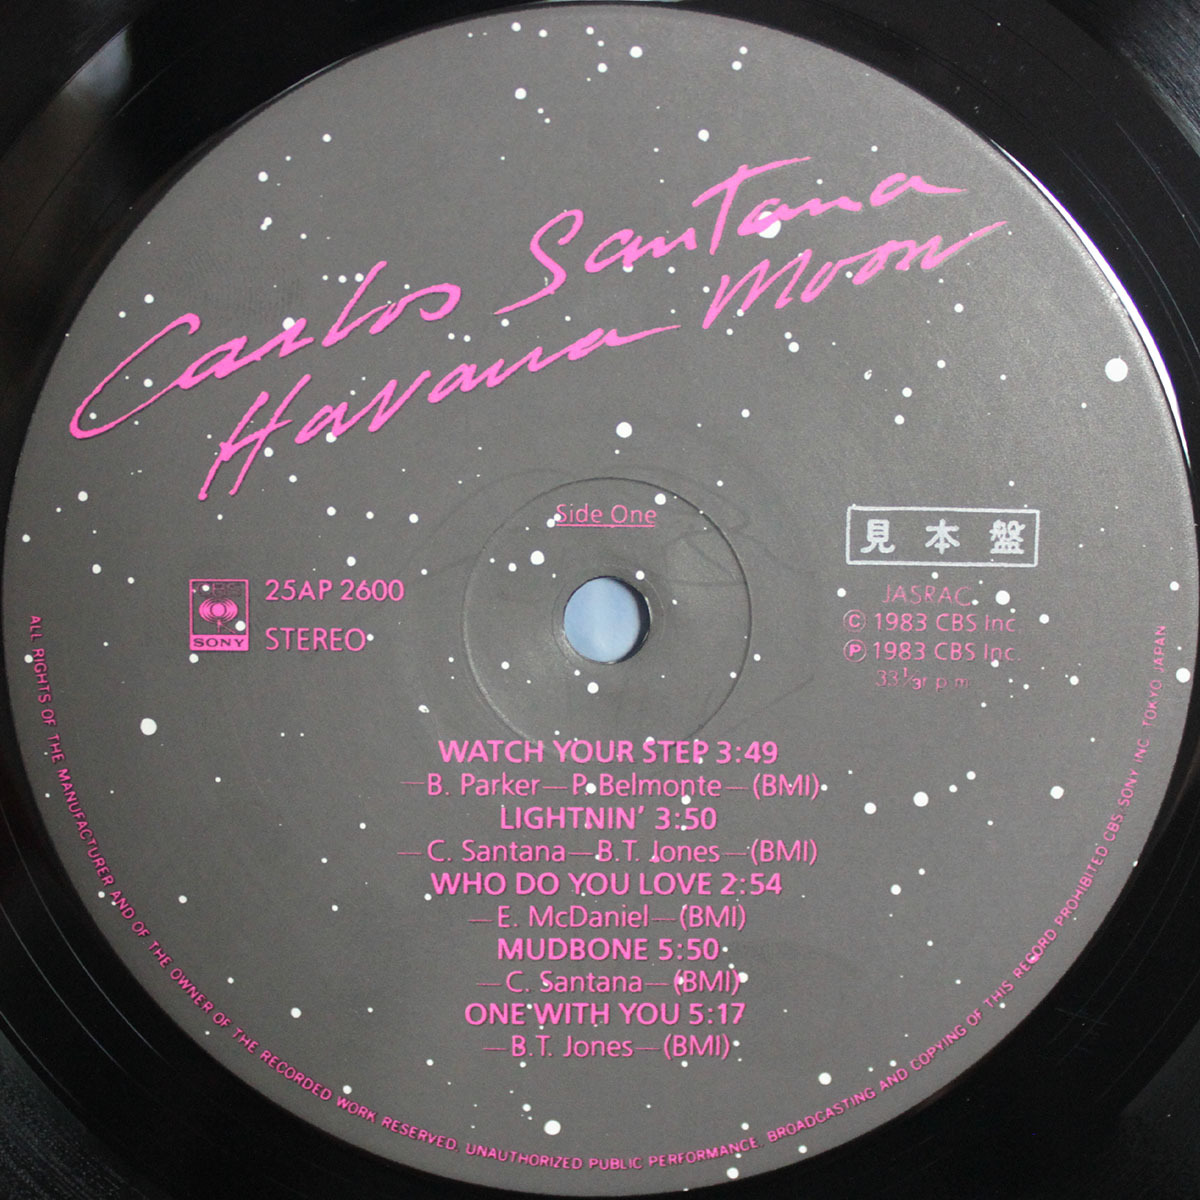 Carlos Santana
Havana Moon
Side One
見本盤
25AP 2600
STEREO
SONY
JASRAC
© 1983 CBS Inc.
℗ 1983 CBS Inc.
33⅓ r.p.m.
WATCH YOUR STEP 3:49
—B. Parker—P. Belmonte—(BMI)
LIGHTNIN' 3:50
—C. Santana—B.T. Jones—(BMI)
WHO DO YOU LOVE 2:54
—E. McDaniel—(BMI)
MUDBONE 5:50
—C. Santana—(BMI)
ONE WITH YOU 5:17
—B.T. Jones—(BMI)
ALL RIGHTS OF THE MANUFACTURER AND OF THE OWNER OF THE RECORDED WORK RESERVED. UNAUTHORIZED PUBLIC PERFORMANCE, BROADCASTING AND COPYING OF THIS RECORD PROHIBITED CBS/SONY INC. TOKYO JAPAN